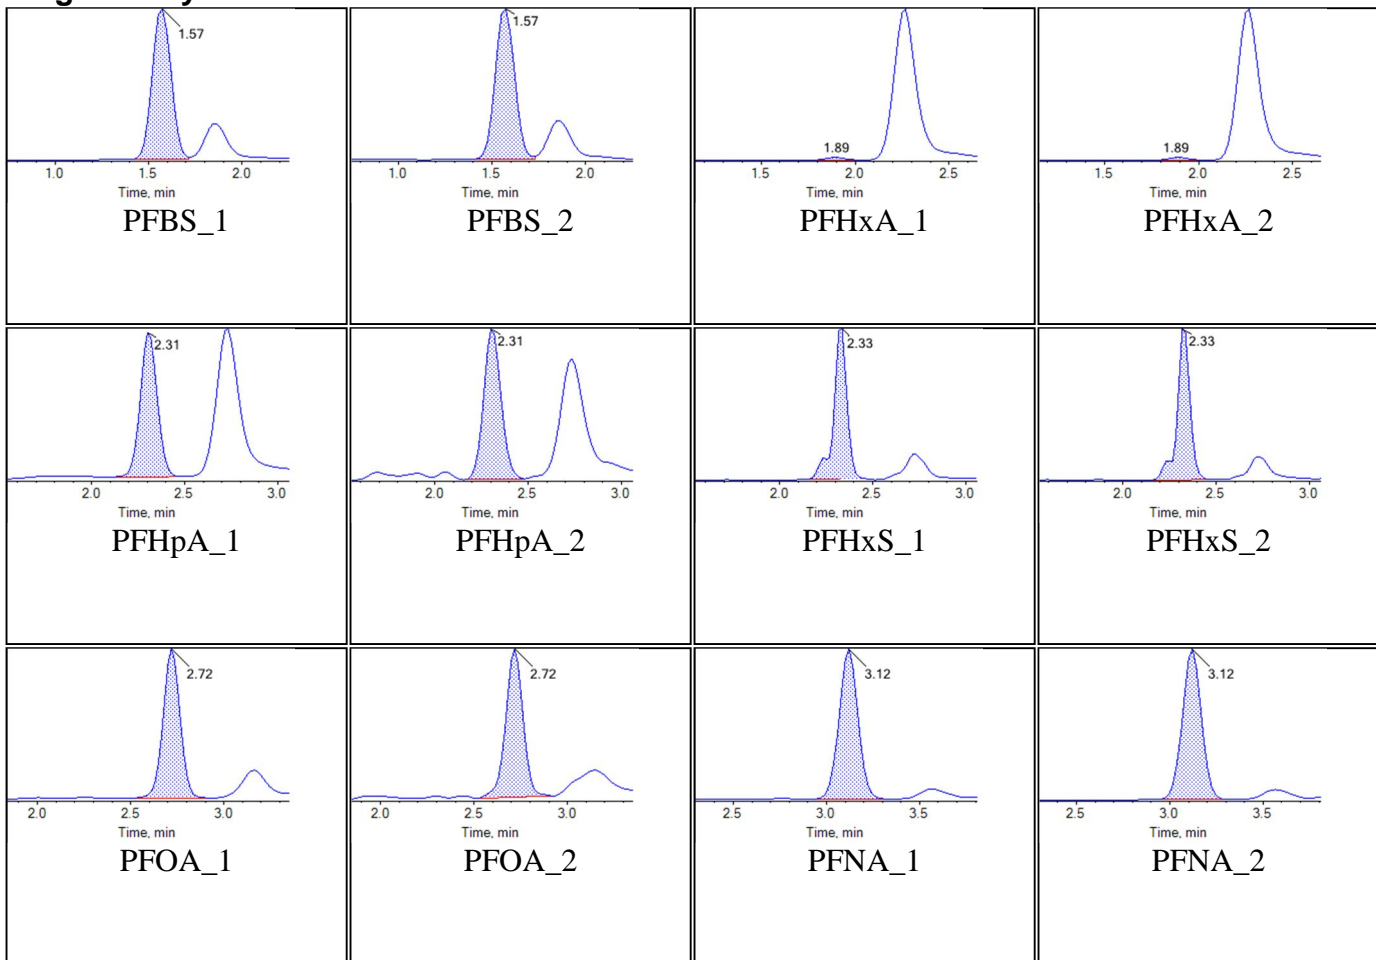 1.57 1.57 1.89 1.89
1.0 1.5 2.0 1.0 1.5 2.0 1.5 2.0 2.5 1.5 2.0 2.5
Time, min Time, min Time, min Time, min
PFBS_1 PFBS_2 PFHxA_1 PFHxA_2
2.31 2.31 2.33 2.33
2.0 2.5 3.0 2.0 2.5 3.0 2.0 2.5 3.0 2.0 2.5 3.0
Time, min Time, min Time, min Time, min
PFHpA_1 PFHpA_2 PFHxS_1 PFHxS_2
2.72 2.72 3.12 3.12
2.0 2.5 3.0 2.0 2.5 3.0 2.5 3.0 3.5 2.5 3.0 3.5
Time, min Time, min Time, min Time, min
PFOA_1 PFOA_2 PFNA_1 PFNA_2